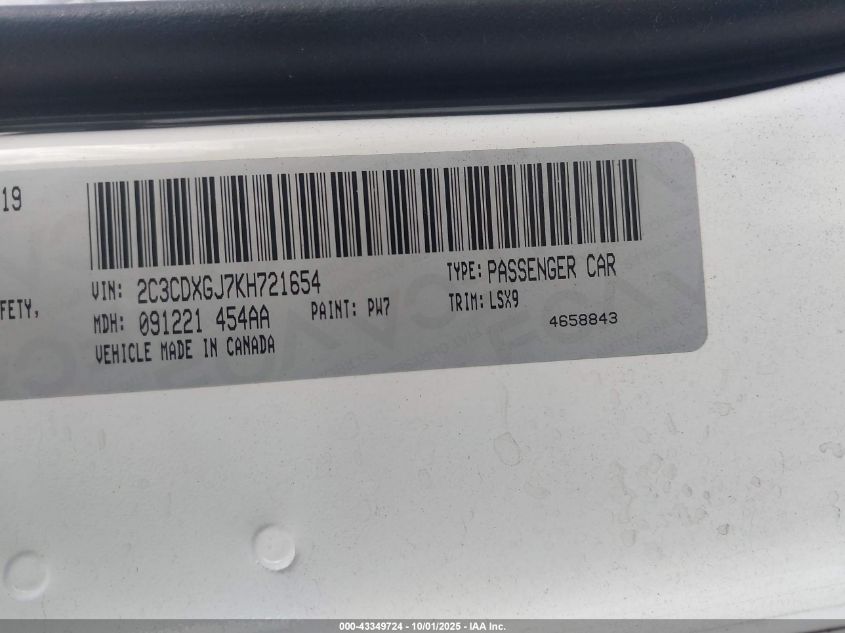 19
FETY,
VIN: 2C3CDXGJ7KH721654
TYPE: PASSENGER CAR
MDH: 091221 454AA
PAINT: PW7
TRIM: LSX9
VEHICLE MADE IN CANADA
4658843
000-43349724 - 10/01/2025 - IAA Inc.